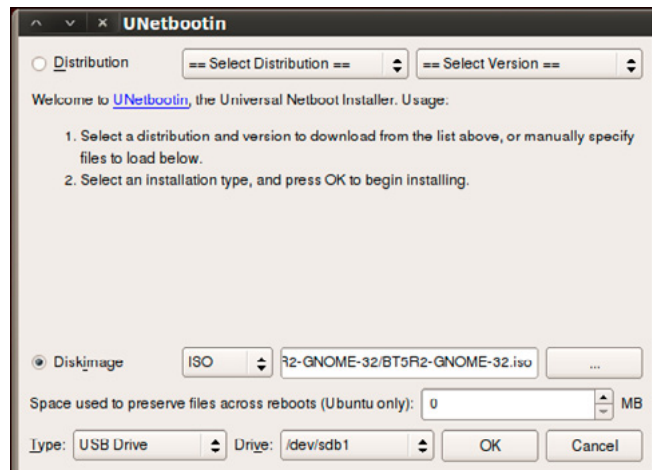 UNetbootin
Distribution == Select Distribution == == Select Version ==
Welcome to UNetbootin, the Universal Netboot Installer. Usage:
1. Select a distribution and version to download from the list above, or manually specify
files to load below.
2. Select an installation type, and press OK to begin installing.
Diskimage ISO R2-GNOME-32/BT5R2-GNOME-32.iso ...
Space used to preserve files across reboots (Ubuntu only): 0 MB
Type: USB Drive Drive: /dev/sdb1 OK Cancel